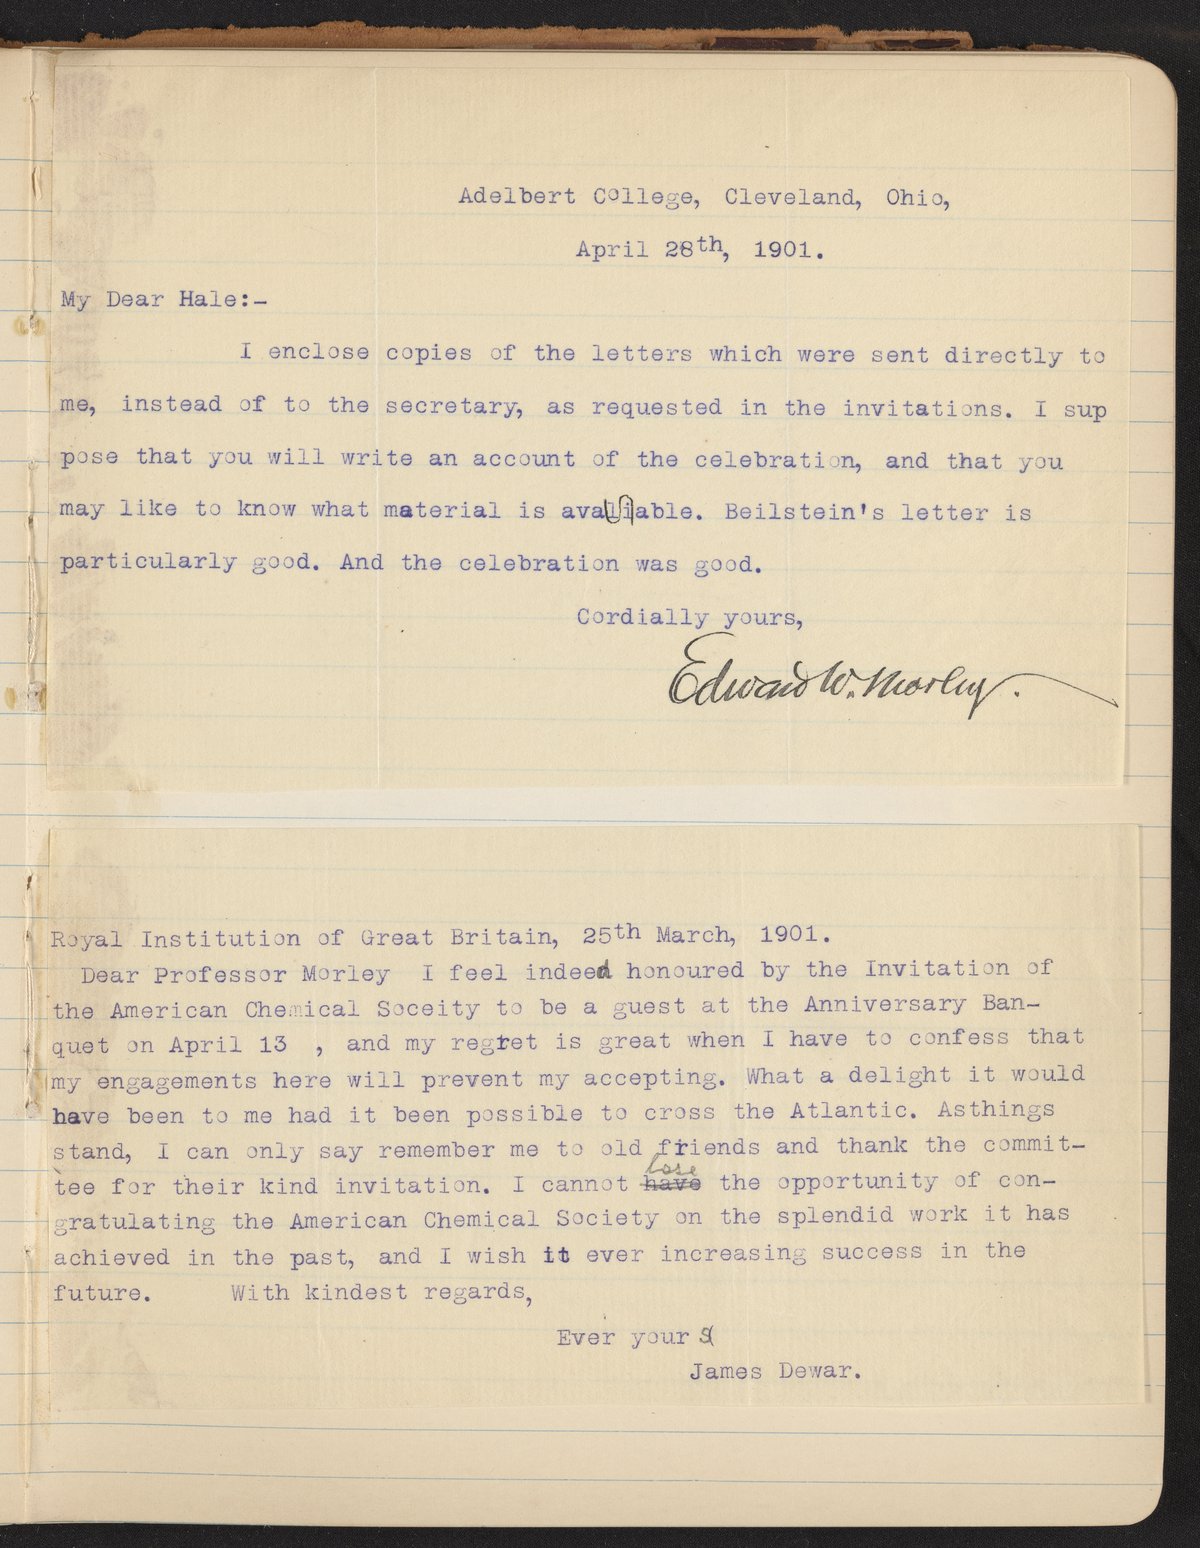 Adelbert College, Cleveland, Ohio,
April 28th, 1901.
My Dear Hale:-
I enclose copies of the letters which were sent directly to
me, instead of to the secretary, as requested in the invitations. I sup
pose that you will write an account of the celebration, and that you
may like to know what material is avaliable. Beilstein's letter is
particularly good. And the celebration was good.
Cordially yours,
Edward W. Morley.
Royal Institution of Great Britain, 25th March, 1901.
Dear Professor Morley I feel indeed honoured by the Invitation of
the American Chemical Soceity to be a guest at the Anniversary Ban-
quet on April 13 , and my regret is great when I have to confess that
my engagements here will prevent my accepting. What a delight it would
have been to me had it been possible to cross the Atlantic. Asthings
stand, I can only say remember me to old friends and thank the commit-
lose
tee for their kind invitation. I cannot have the opportunity of con-
gratulating the American Chemical Society on the splendid work it has
achieved in the past, and I wish it ever increasing success in the
future. With kindest regards,
Ever your s
James Dewar.